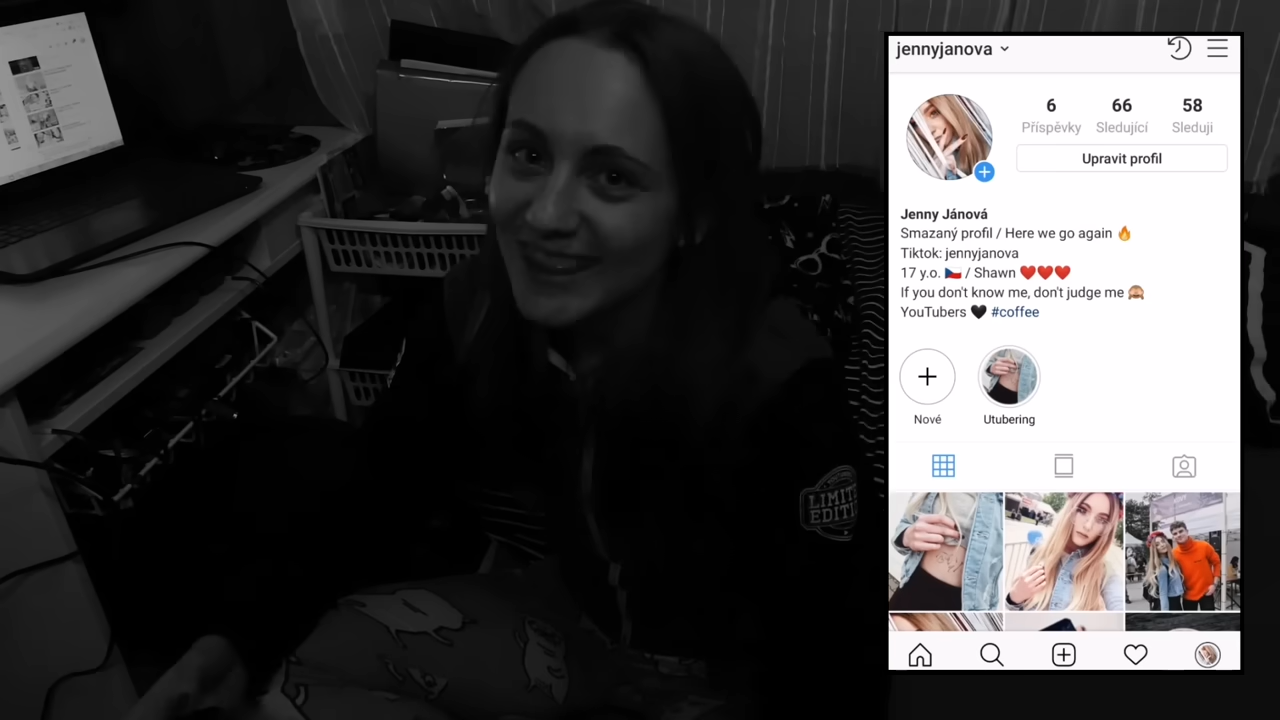 jennyjanova
6 66 58
Příspěvky Sledující Sleduji
Upravit profil
Jenny Jánová
Smazaný profil / Here we go again 🔥
Tiktok: jennyjanova
17 y.o. 🇨🇿 / Shawn ❤️❤️❤️
If you don't know me, don't judge me 🙈
YouTubers 🖤 #coffee
Nové Utubering
LIMITE
EDITI